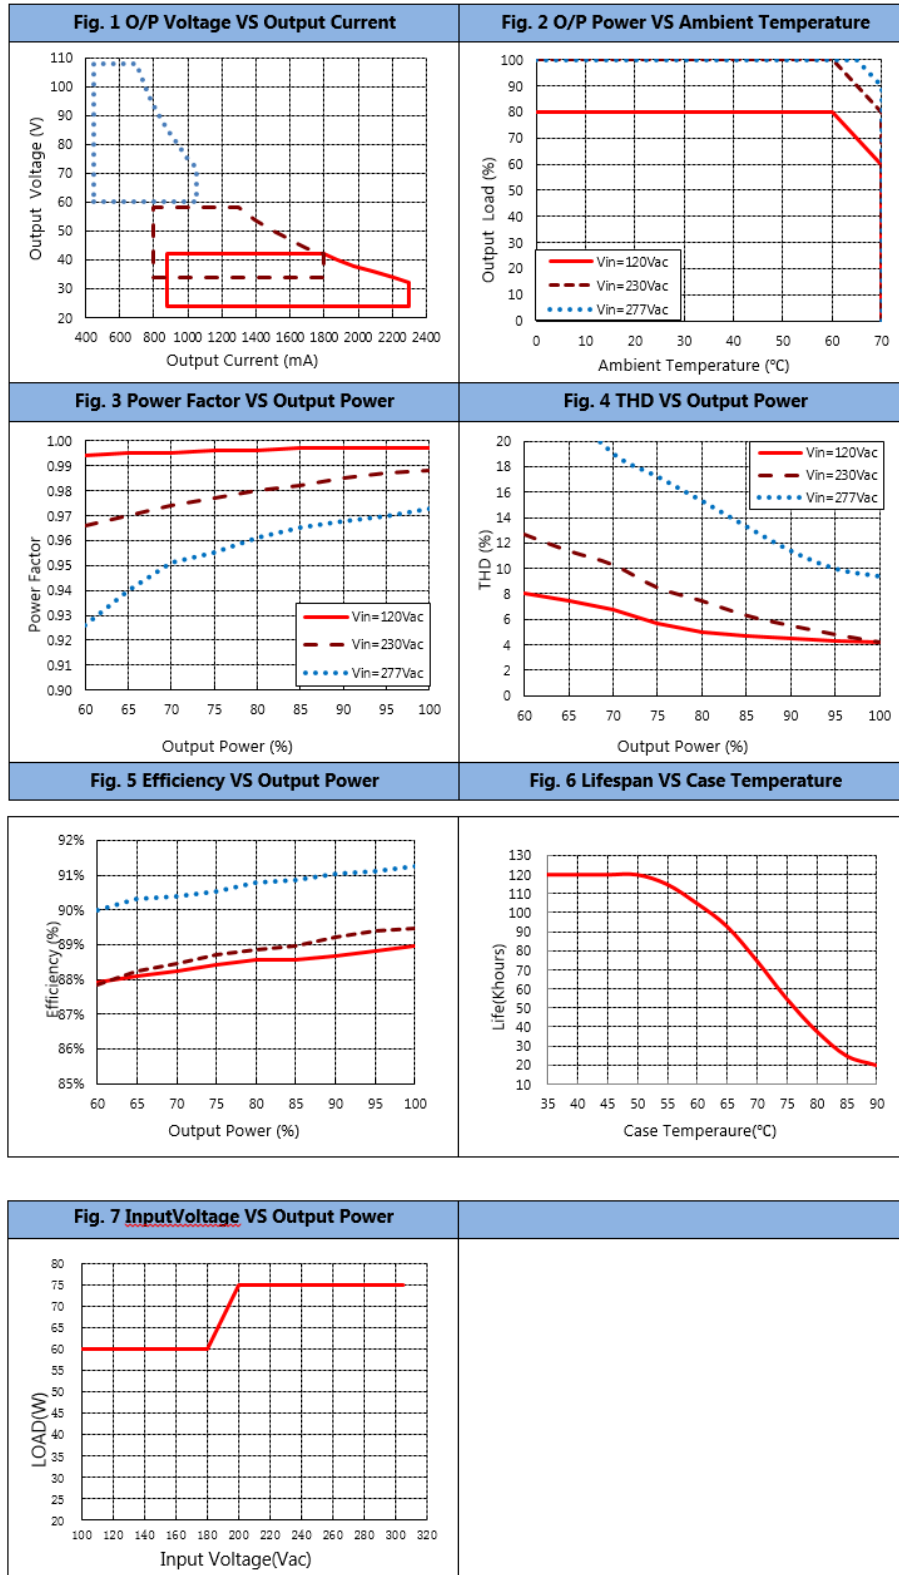 Fig. 1 O/P Voltage VS Output Current
Fig. 2 O/P Power VS Ambient Temperature
110
100
90
80
70
60
50
40
30
20
Output Voltage (V)
400 600 800 1000 1200 1400 1600 1800 2000 2200 2400
Output Current (mA)
100
90
80
70
60
50
40
30
20
10
0
Output Load (%)
Vin=120Vac
Vin=230Vac
Vin=277Vac
0 10 20 30 40 50 60 70
Ambient Temperature (℃)
Fig. 3 Power Factor VS Output Power
Fig. 4 THD VS Output Power
1.00
0.99
0.98
0.97
0.96
0.95
0.94
0.93
0.92
0.91
0.90
Power Factor
Vin=120Vac
Vin=230Vac
Vin=277Vac
60 65 70 75 80 85 90 95 100
Output Power (%)
20
18
16
14
12
10
8
6
4
2
0
THD (%)
Vin=120Vac
Vin=230Vac
Vin=277Vac
60 65 70 75 80 85 90 95 100
Output Power (%)
Fig. 5 Efficiency VS Output Power
Fig. 6 Lifespan VS Case Temperature
92%
91%
90%
89%
88%
87%
86%
85%
Efficiency (%)
60 65 70 75 80 85 90 95 100
Output Power (%)
130
120
110
100
90
80
70
60
50
40
30
20
10
Life(Khours)
35 40 45 50 55 60 65 70 75 80 85 90
Case Temperaure(℃)
Fig. 7 InputVoltage VS Output Power
80
75
70
65
60
55
50
45
40
35
30
25
20
LOAD(W)
100 120 140 160 180 200 220 240 260 280 300 320
Input Voltage(Vac)